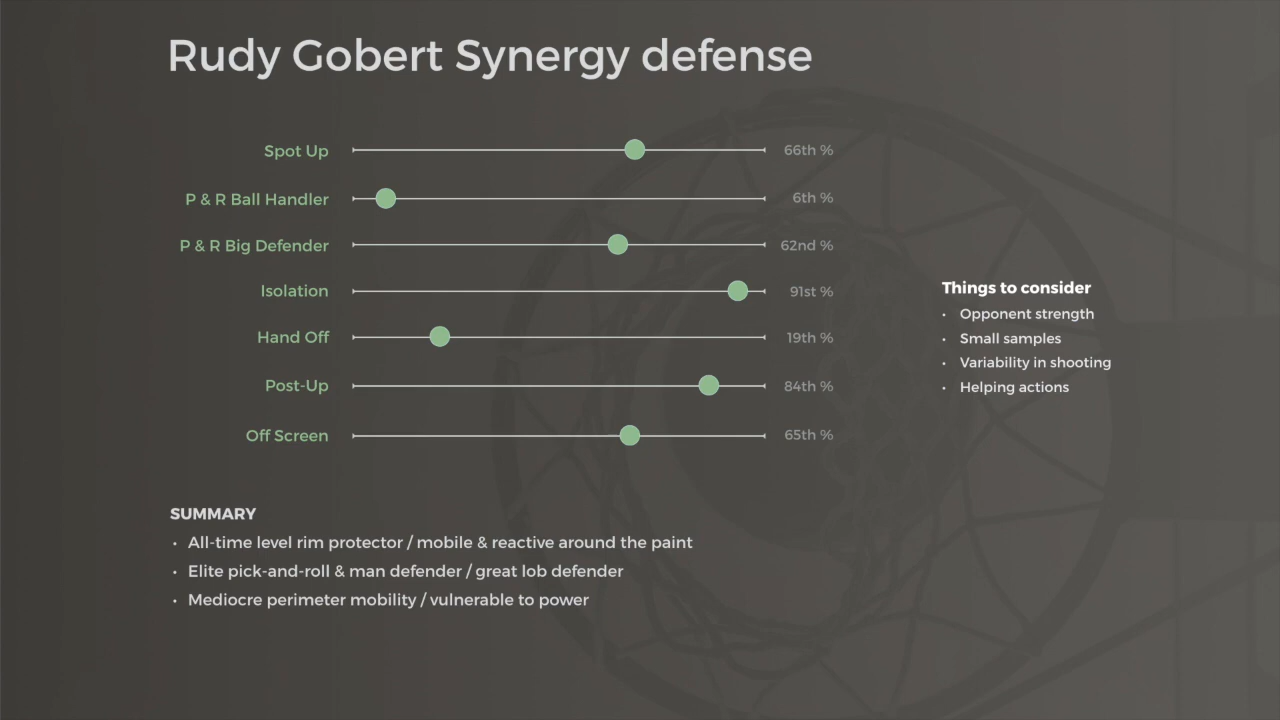 Rudy Gobert Synergy defense
Spot Up 66th %
P & R Ball Handler 6th %
P & R Big Defender 62nd %
Isolation 91st %
Hand Off 19th %
Post-Up 84th %
Off Screen 65th %
Things to consider
• Opponent strength
• Small samples
• Variability in shooting
• Helping actions
SUMMARY
• All-time level rim protector / mobile & reactive around the paint
• Elite pick-and-roll & man defender / great lob defender
• Mediocre perimeter mobility / vulnerable to power